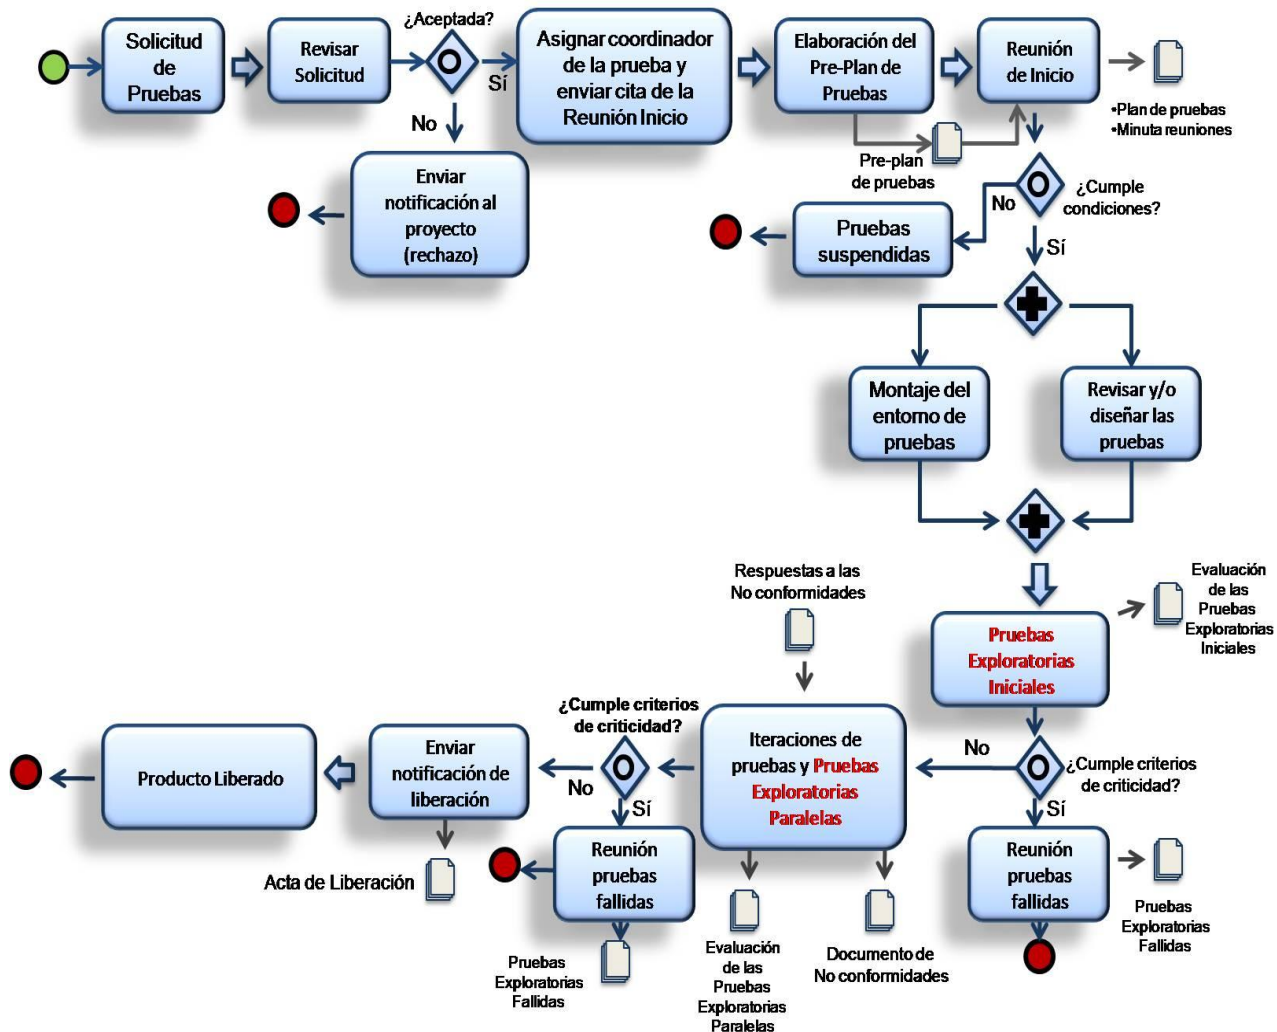 Solicitud
de
Pruebas
Revisar
Solicitud
¿Aceptada?
Sí
No
Enviar
notificación al
proyecto
(rechazo)
Asignar coordinador
de la prueba y
enviar cita de la
Reunión Inicio
Elaboración del
Pre-Plan de
Pruebas
Pre-plan
de pruebas
Reunión
de Inicio
•Plan de pruebas
•Minuta reuniones
¿Cumple
condiciones?
No
Sí
Pruebas
suspendidas
Montaje del
entorno de
pruebas
Revisar y/o
diseñar las
pruebas
Pruebas
Exploratorias
Iniciales
Evaluación
de las
Pruebas
Exploratorias
Iniciales
¿Cumple criterios
de criticidad?
No
Sí
Reunión
pruebas
fallidas
Pruebas
Exploratorias
Fallidas
Respuestas a las
No conformidades
Iteraciones de
pruebas y Pruebas
Exploratorias
Paralelas
Evaluación
de las
Pruebas
Exploratorias
Paralelas
Documento de
No conformidades
¿Cumple criterios
de criticidad?
No
Sí
Reunión
pruebas
fallidas
Pruebas
Exploratorias
Fallidas
Enviar
notificación de
liberación
Acta de Liberación
Producto Liberado